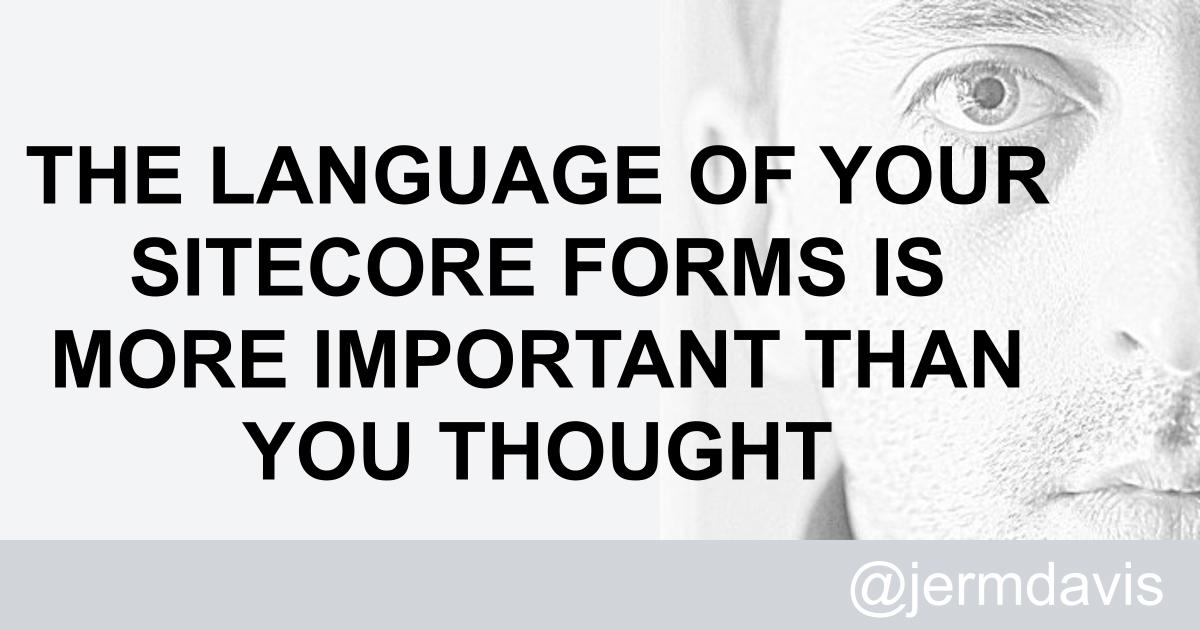 THE LANGUAGE OF YOUR
SITECORE FORMS IS
MORE IMPORTANT THAN
YOU THOUGHT
@jermdavis